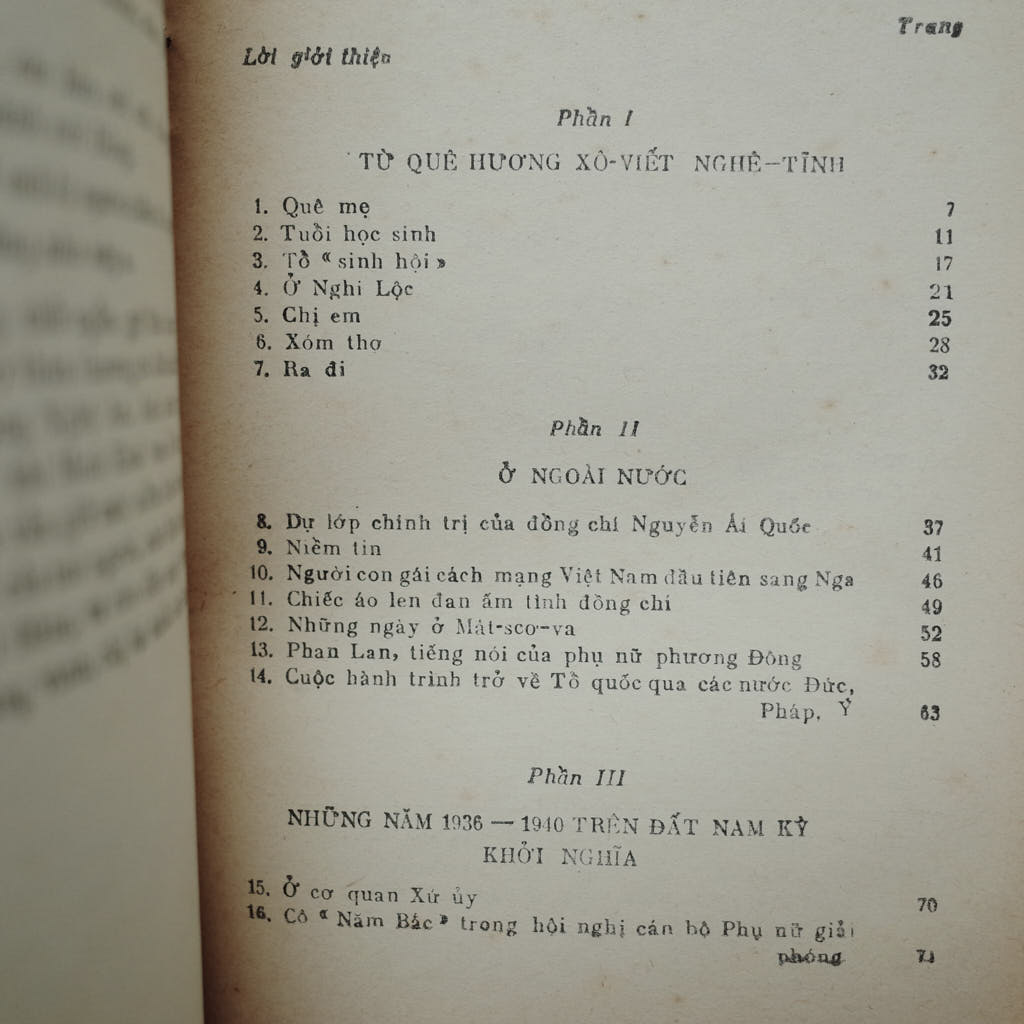 Trang
Lời giới thiệu
Phần I
TỪ QUÊ HƯƠNG XÔ-VIẾT NGHỆ-TĨNH
1. Quê mẹ 7
2. Tuổi học sinh 11
3. Tổ «sinh hội» 17
4. Ở Nghi Lộc 21
5. Chị em 25
6. Xóm thợ 28
7. Ra đi 32
Phần II
Ở NGOÀI NƯỚC
8. Dự lớp chính trị của đồng chí Nguyễn Ái Quốc 37
9. Niềm tin 41
10. Người con gái cách mạng Việt Nam đầu tiên sang Nga 46
11. Chiếc áo len đan ấm tình đồng chí 49
12. Những ngày ở Mát-scơ-va 52
13. Phan Lan, tiếng nói của phụ nữ phương Đông 58
14. Cuộc hành trình trở về Tổ quốc qua các nước Đức,
Pháp, Ý 63
Phần III
NHỮNG NĂM 1936 — 1940 TRÊN ĐẤT NAM KỲ
KHỞI NGHĨA
15. Ở cơ quan Xứ ủy 70
16. Cô «Năm Bắc» trong hội nghị cán bộ Phụ nữ giải
phóng